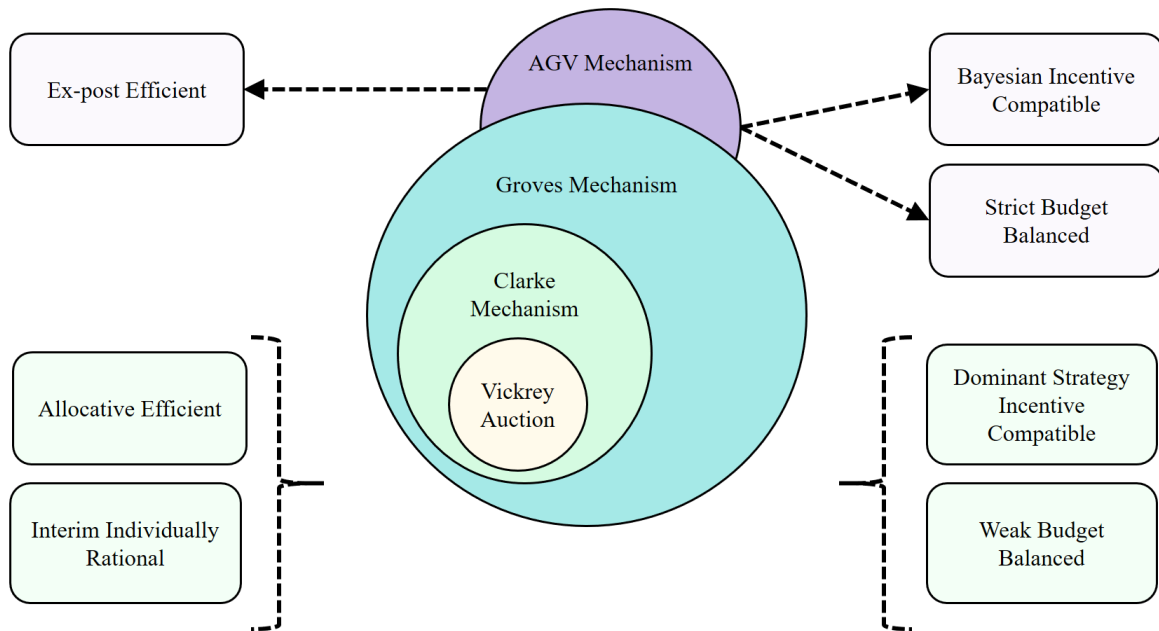 AGV Mechanism
Ex-post Efficient
Bayesian Incentive
Compatible
Groves Mechanism
Strict Budget
Balanced
Clarke
Mechanism
Allocative Efficient
Vickrey
Auction
Dominant Strategy
Incentive
Compatible
Interim Individually
Rational
Weak Budget
Balanced